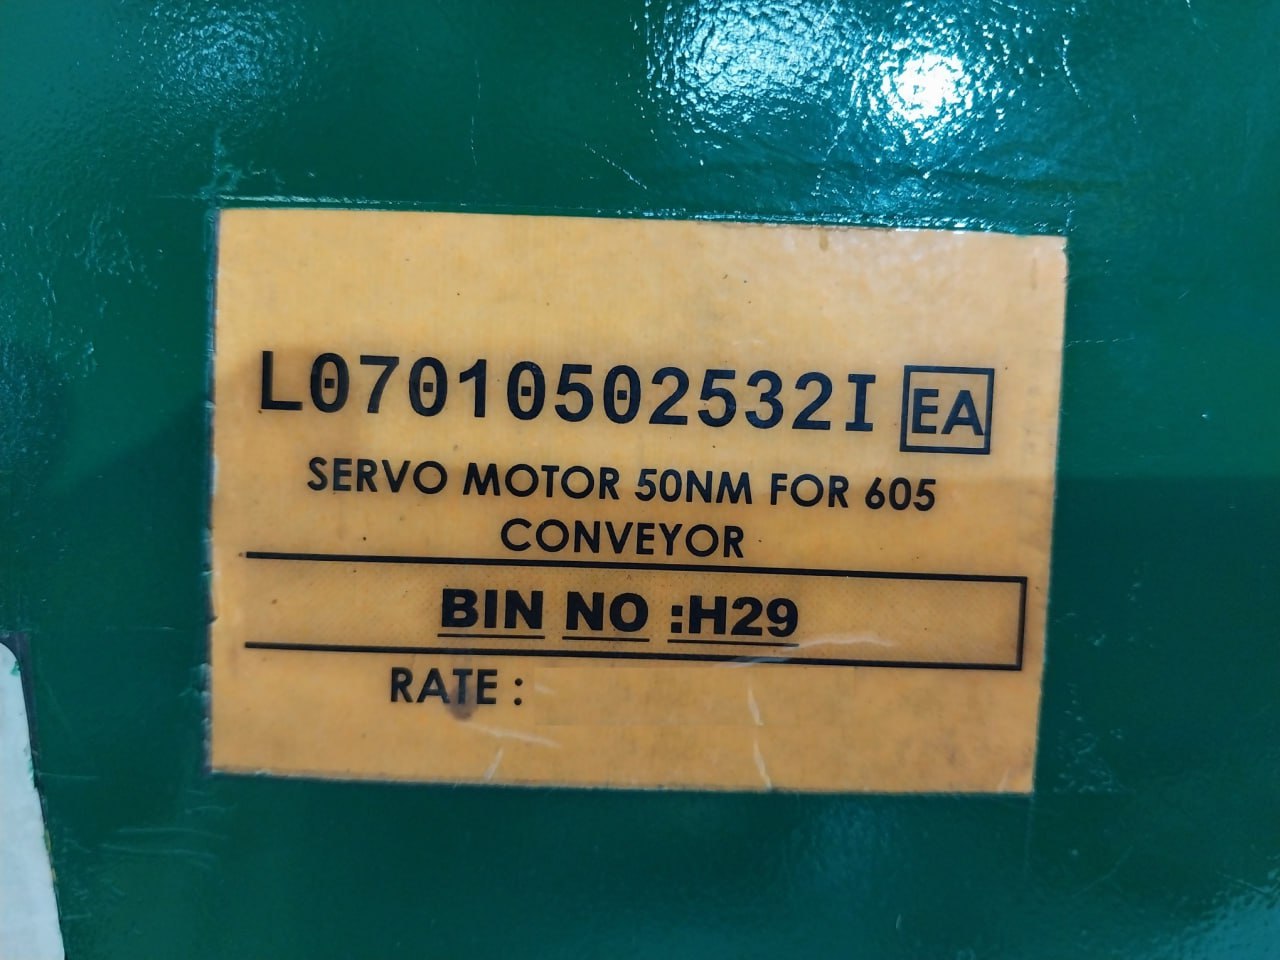 L07010502532I EA
SERVO MOTOR 50NM FOR 605
CONVEYOR
BIN NO :H29
RATE :